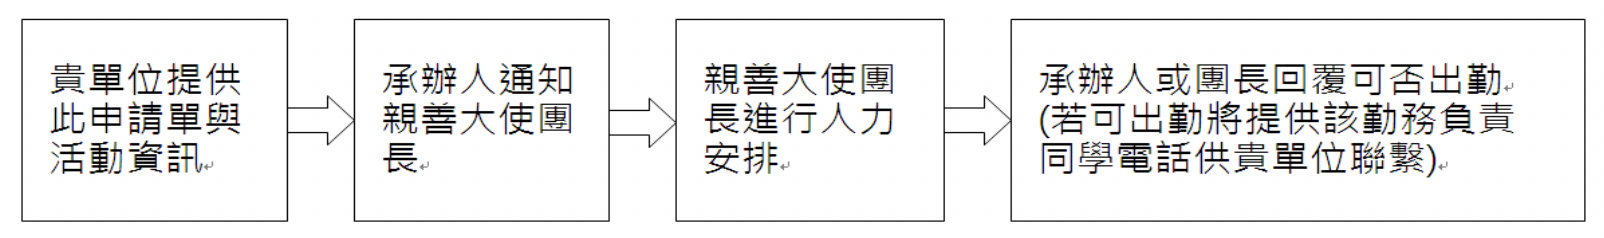 貴單位提供
此申請單與
活動資訊
承辦人通知
親善大使團
長
親善大使團
長進行人力
安排
承辦人或團長回覆可否出勤
(若可出勤將提供該勤務負責
同學電話供貴單位聯繫)